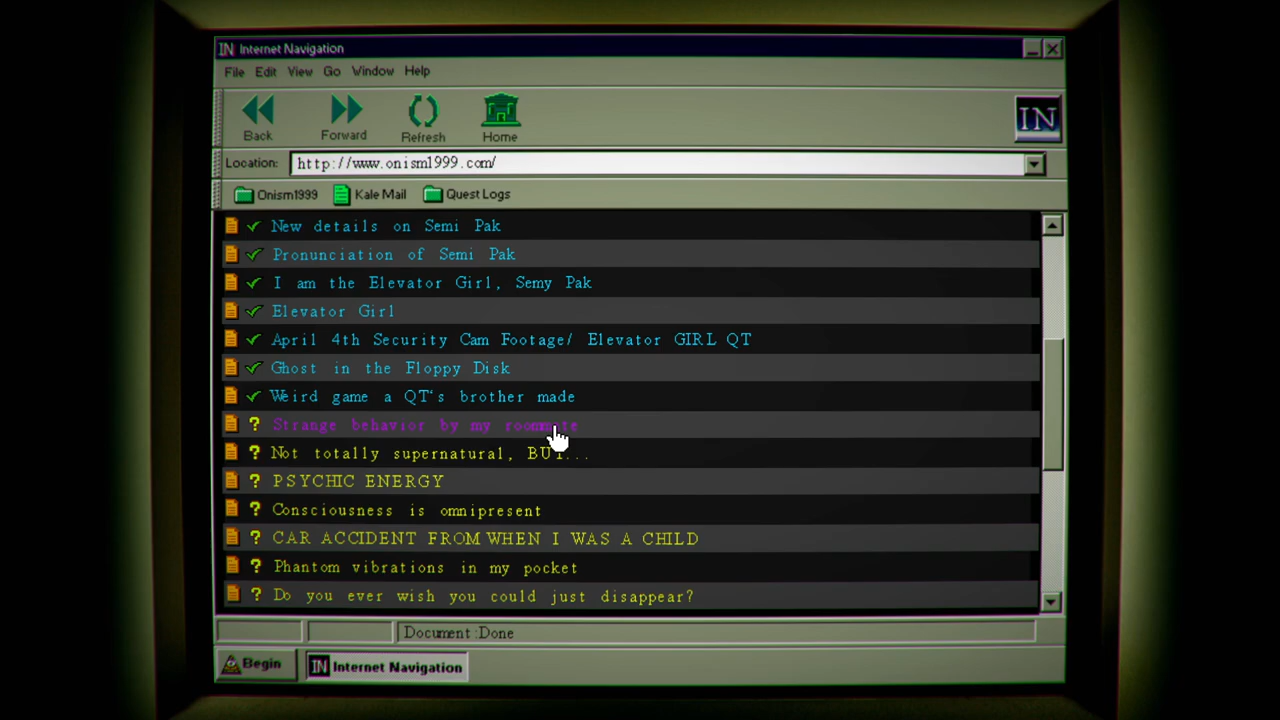 IN Internet Navigation
File Edit View Go Window Help
Back Forward Refresh Home
IN
Location: http://www.onism1999.com/
Onism1999 Kale Mail Quest Logs
New details on Semi Pak
Pronunciation of Semi Pak
I am the Elevator Girl, Semy Pak
Elevator Girl
April 4th Security Cam Footage/ Elevator GIRL QT
Ghost in the Floppy Disk
Weird game a QT's brother made
? Strange behavior by my roommate
? Not totally supernatural, BUT...
? PSYCHIC ENERGY
? Consciousness is omnipresent
? CAR ACCIDENT FROM WHEN I WAS A CHILD
? Phantom vibrations in my pocket
? Do you ever wish you could just disappear?
Document :Done
Begin IN Internet Navigation